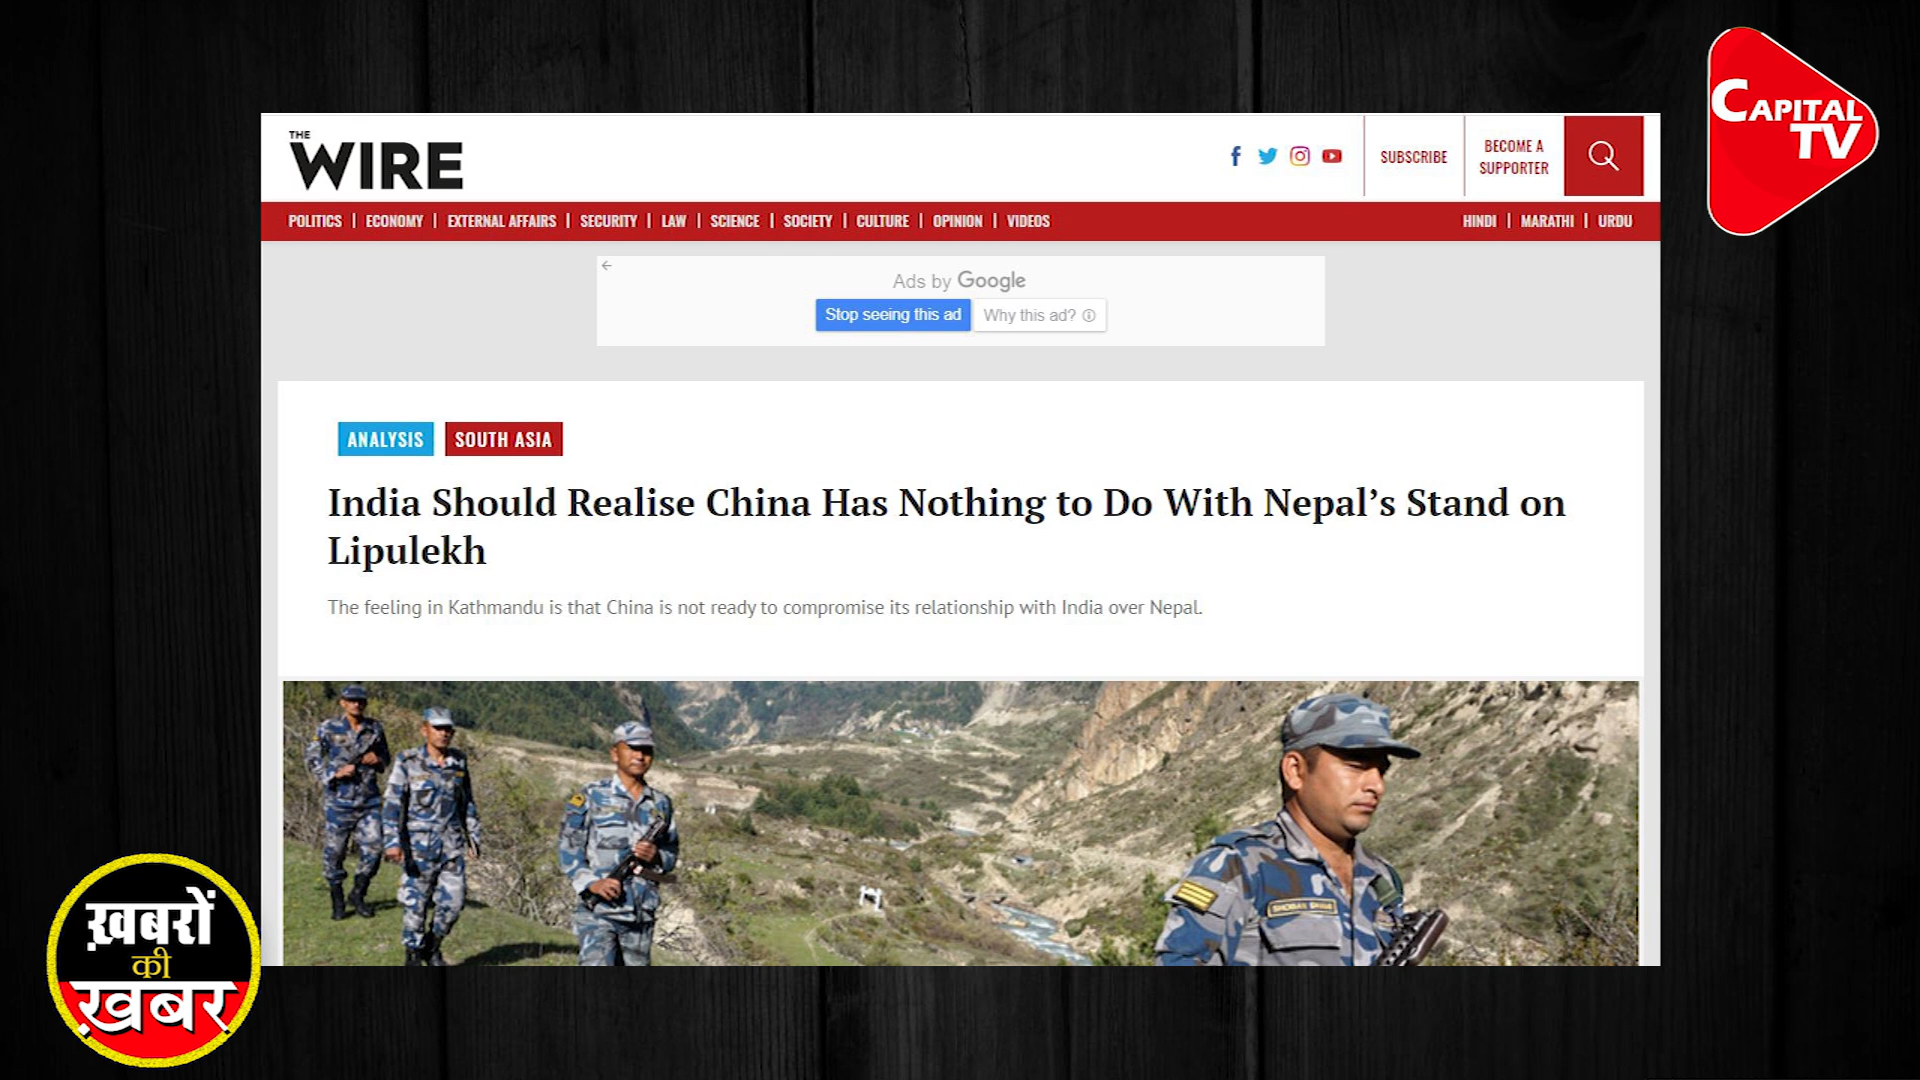 CAPITAL
TV
THE
WIRE
SUBSCRIBE
BECOME A
SUPPORTER
POLITICS | ECONOMY | EXTERNAL AFFAIRS | SECURITY | LAW | SCIENCE | SOCIETY | CULTURE | OPINION | VIDEOS
HINDI | MARATHI | URDU
Ads by Google
Stop seeing this ad
Why this ad?
ANALYSIS
SOUTH ASIA
India Should Realise China Has Nothing to Do With Nepal’s Stand on
Lipulekh
The feeling in Kathmandu is that China is not ready to compromise its relationship with India over Nepal.
ख़बरों
की
ख़बर